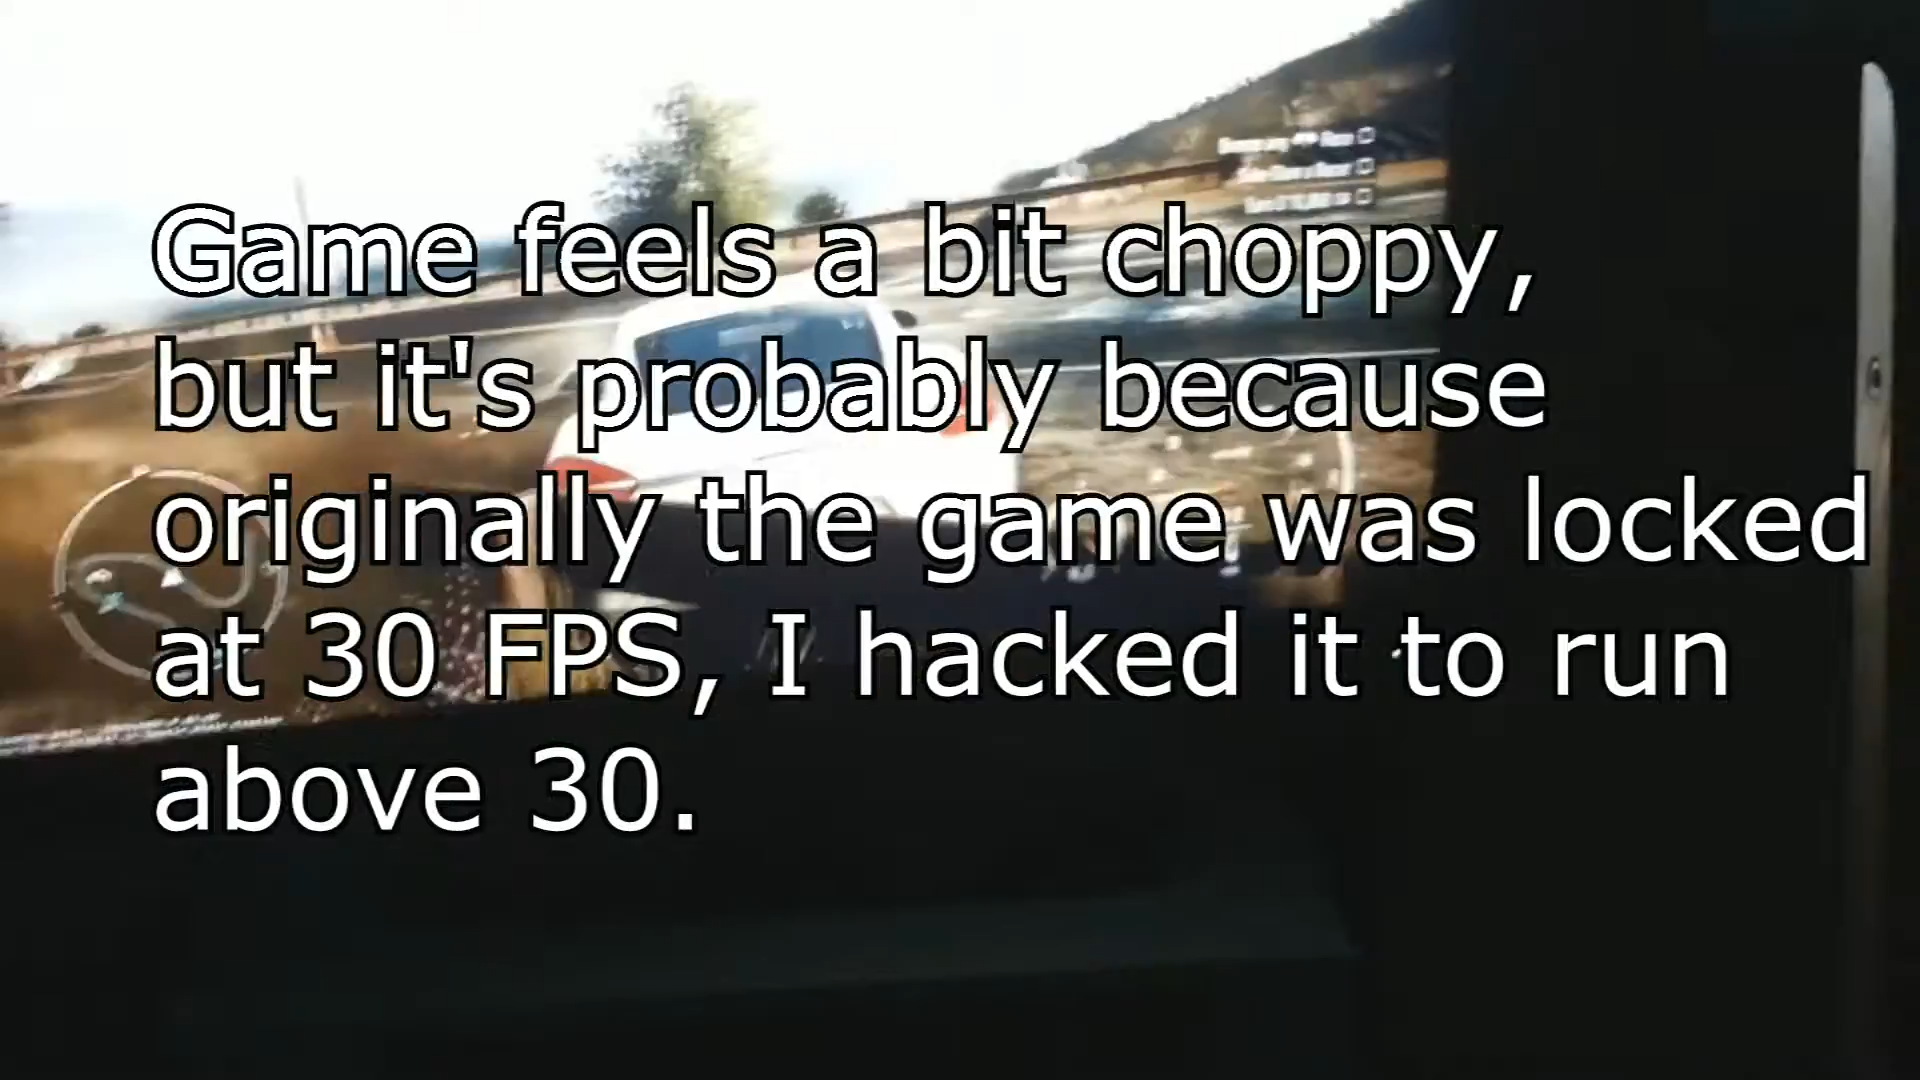 Game feels a bit choppy,
but it's probably because
originally the game was locked
at 30 FPS, I hacked it to run
above 30.